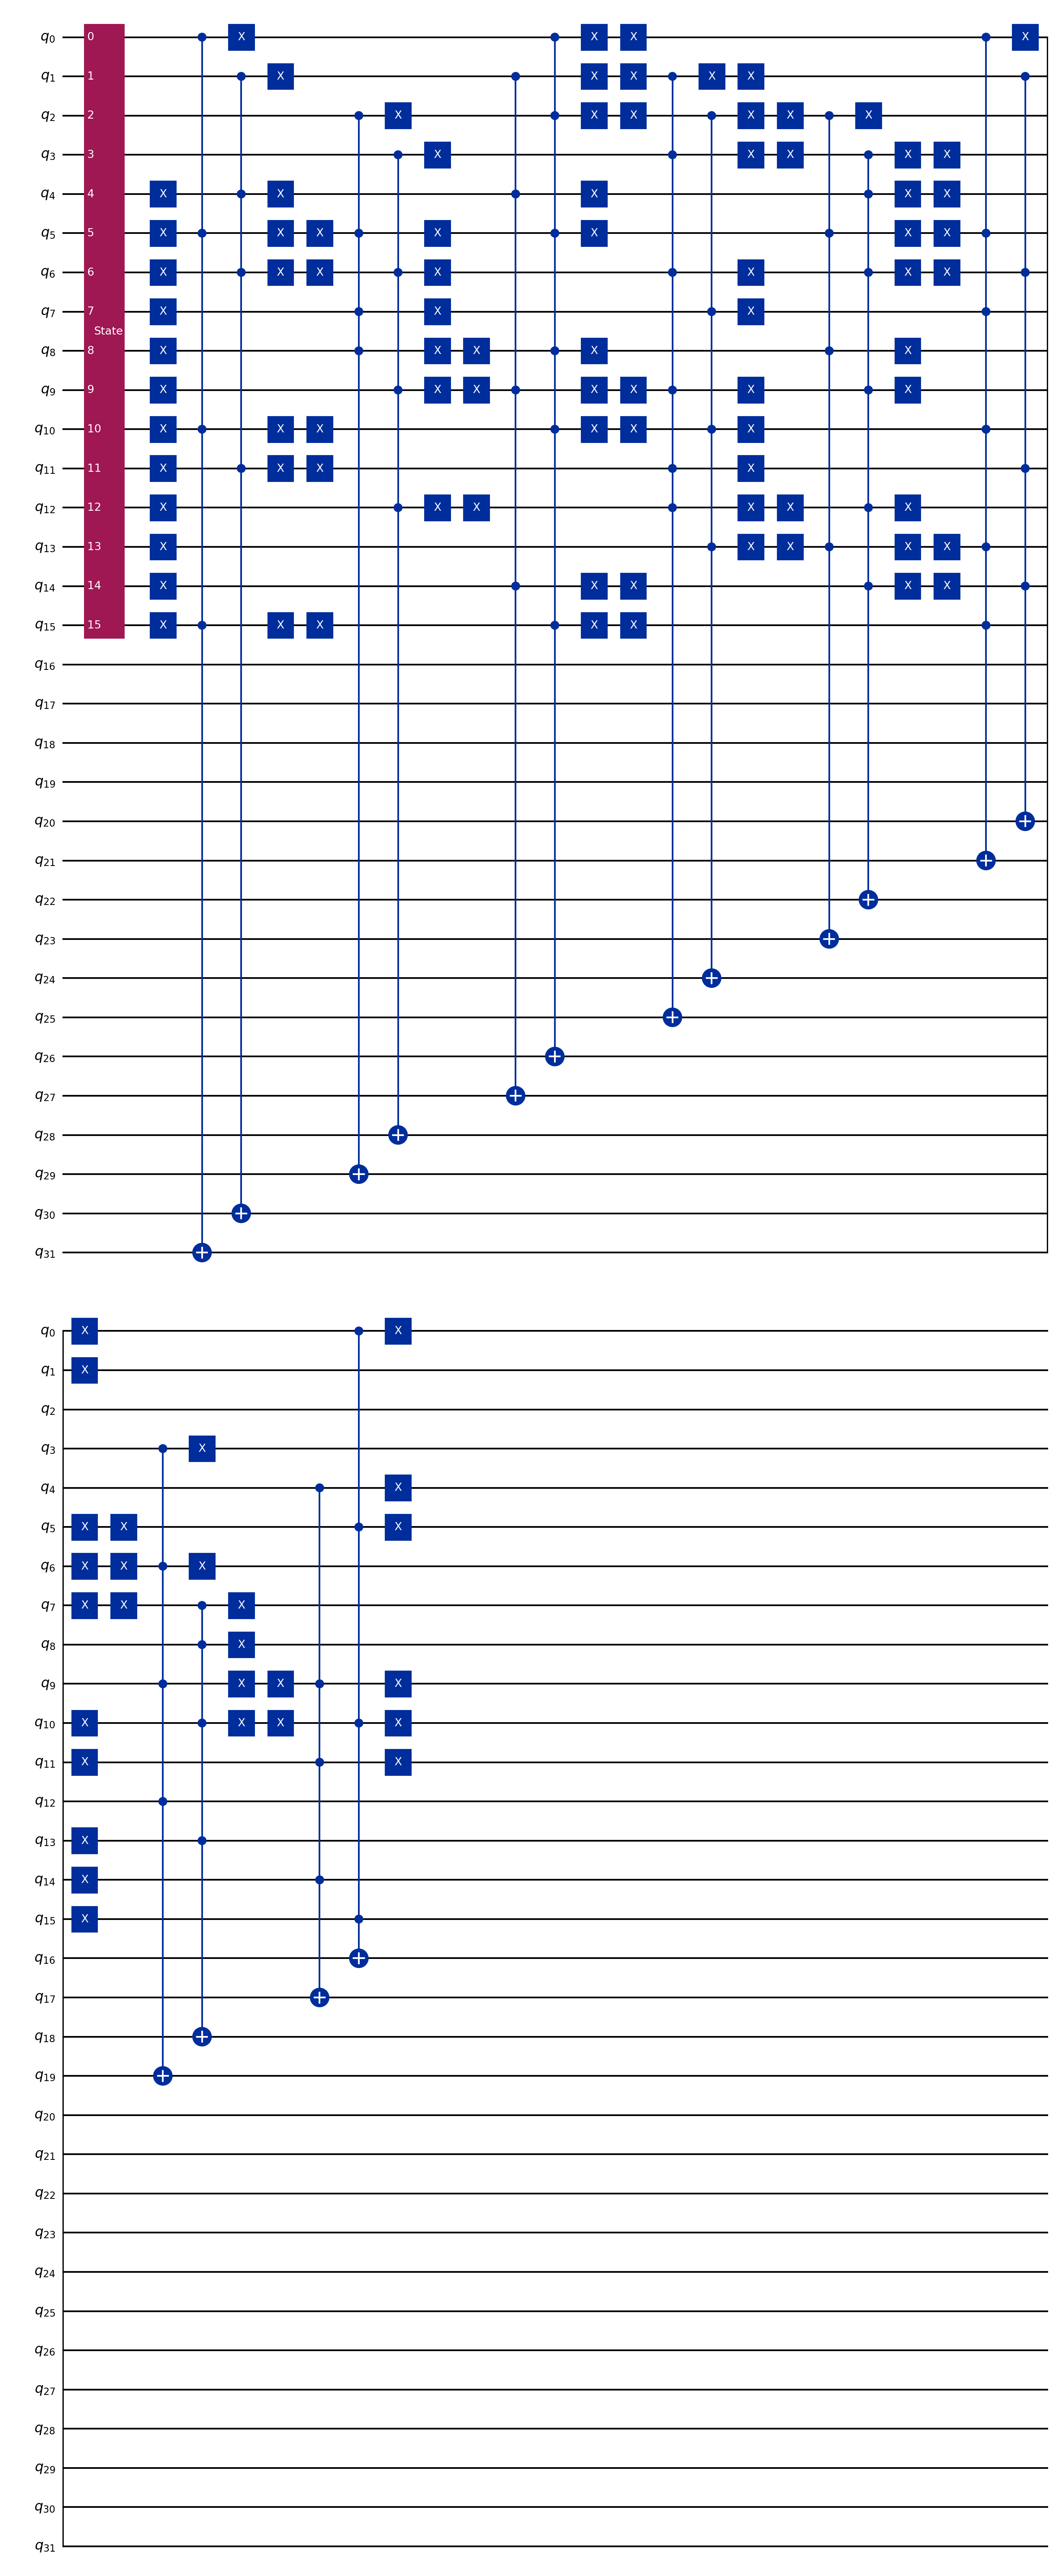 q0 0 X X X X
q1 1 X X X X X
q2 2 X X X X X X
q3 3 X X X X X
q4 4 X X X X X
q5 5 X X X X X X X
q6 6 X X X X X X X
q7 7 X X X
State
q8 8 X X X X X
q9 9 X X X X X X X
q10 10 X X X X X X
q11 11 X X X X
q12 12 X X X X X X
q13 13 X X X X X
q14 14 X X X X X
q15 15 X X X X X
q16
q17
q18
q19
q20
q21
q22
q23
q24
q25
q26
q27
q28
q29
q30
q31
q0 X X
q1 X
q2
q3 X
q4 X
q5 X X X
q6 X X X
q7 X X X
q8 X
q9 X X X
q10 X X X X
q11 X X
q12
q13 X
q14 X
q15 X
q16
q17
q18
q19
q20
q21
q22
q23
q24
q25
q26
q27
q28
q29
q30
q31